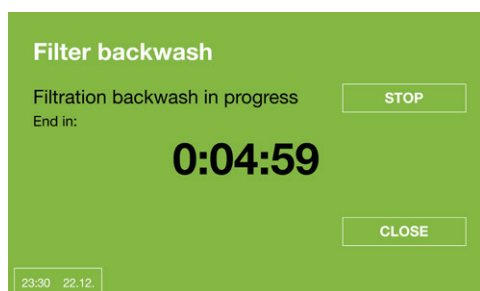 Filter backwash
Filtration backwash in progress
STOP
End in:
0:04:59
CLOSE
23:30 22.12.